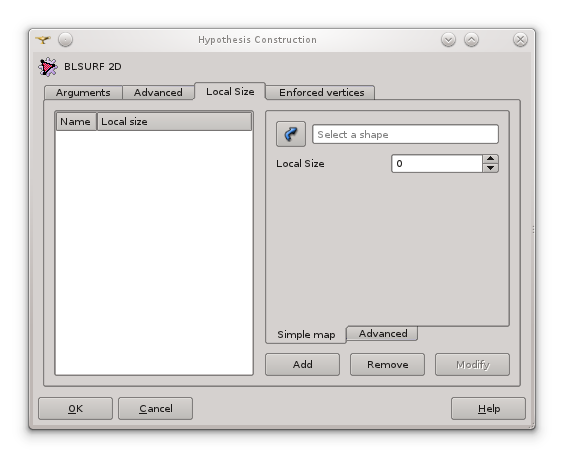 Hypothesis Construction
BLSURF 2D
Arguments Advanced Local Size Enforced vertices
Name Local size
Select a shape
Local Size 0
Simple map Advanced
Add Remove Modify
OK Cancel Help